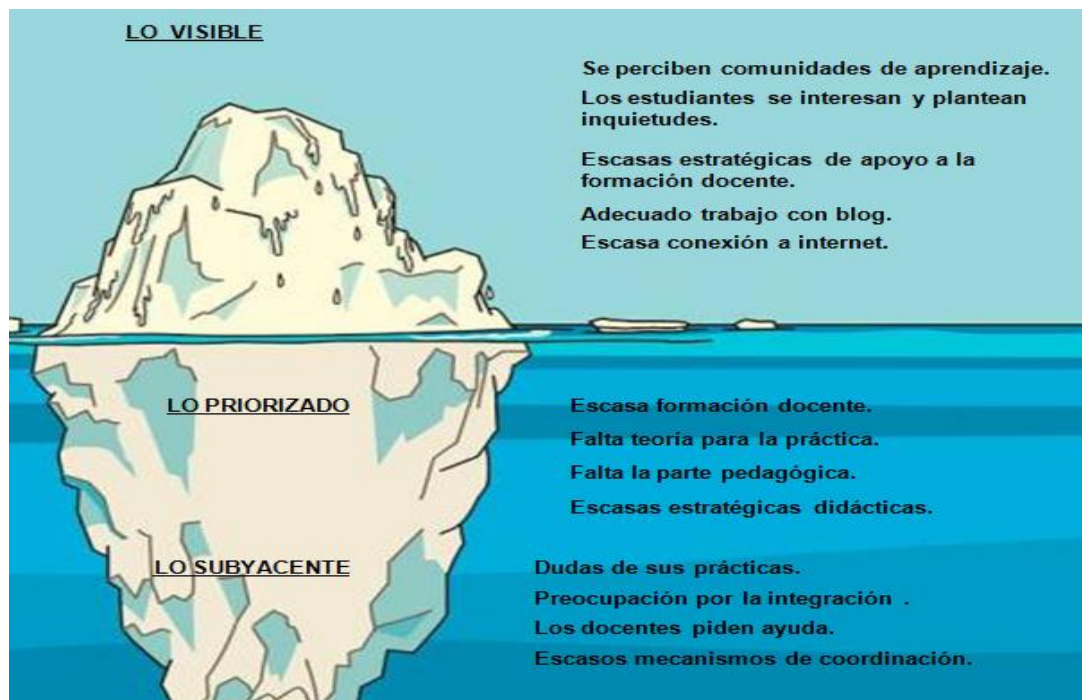 LO VISIBLE
Se perciben comunidades de aprendizaje.
Los estudiantes se interesan y plantean
inquietudes.
Escasas estratégicas de apoyo a la
formación docente.
Adecuado trabajo con blog.
Escasa conexión a internet.
LO PRIORIZADO
Escasa formación docente.
Falta teoría para la práctica.
Falta la parte pedagógica.
Escasas estratégicas didácticas.
LO SUBYACENTE
Dudas de sus prácticas.
Preocupación por la integración .
Los docentes piden ayuda.
Escasos mecanismos de coordinación.